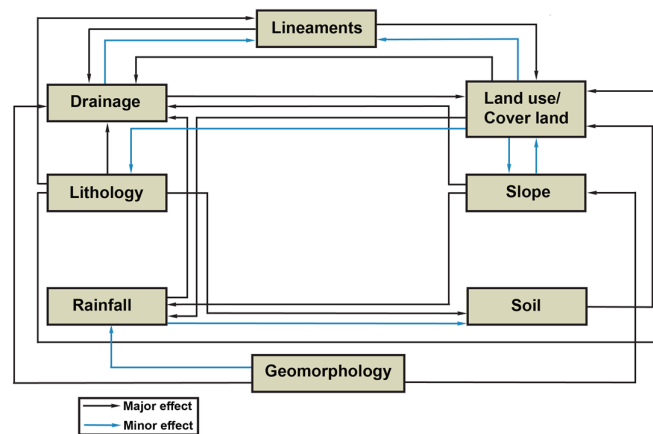 Lineaments
Drainage
Land use/
Cover land
Lithology
Slope
Rainfall
Soil
Geomorphology
Major effect
Minor effect